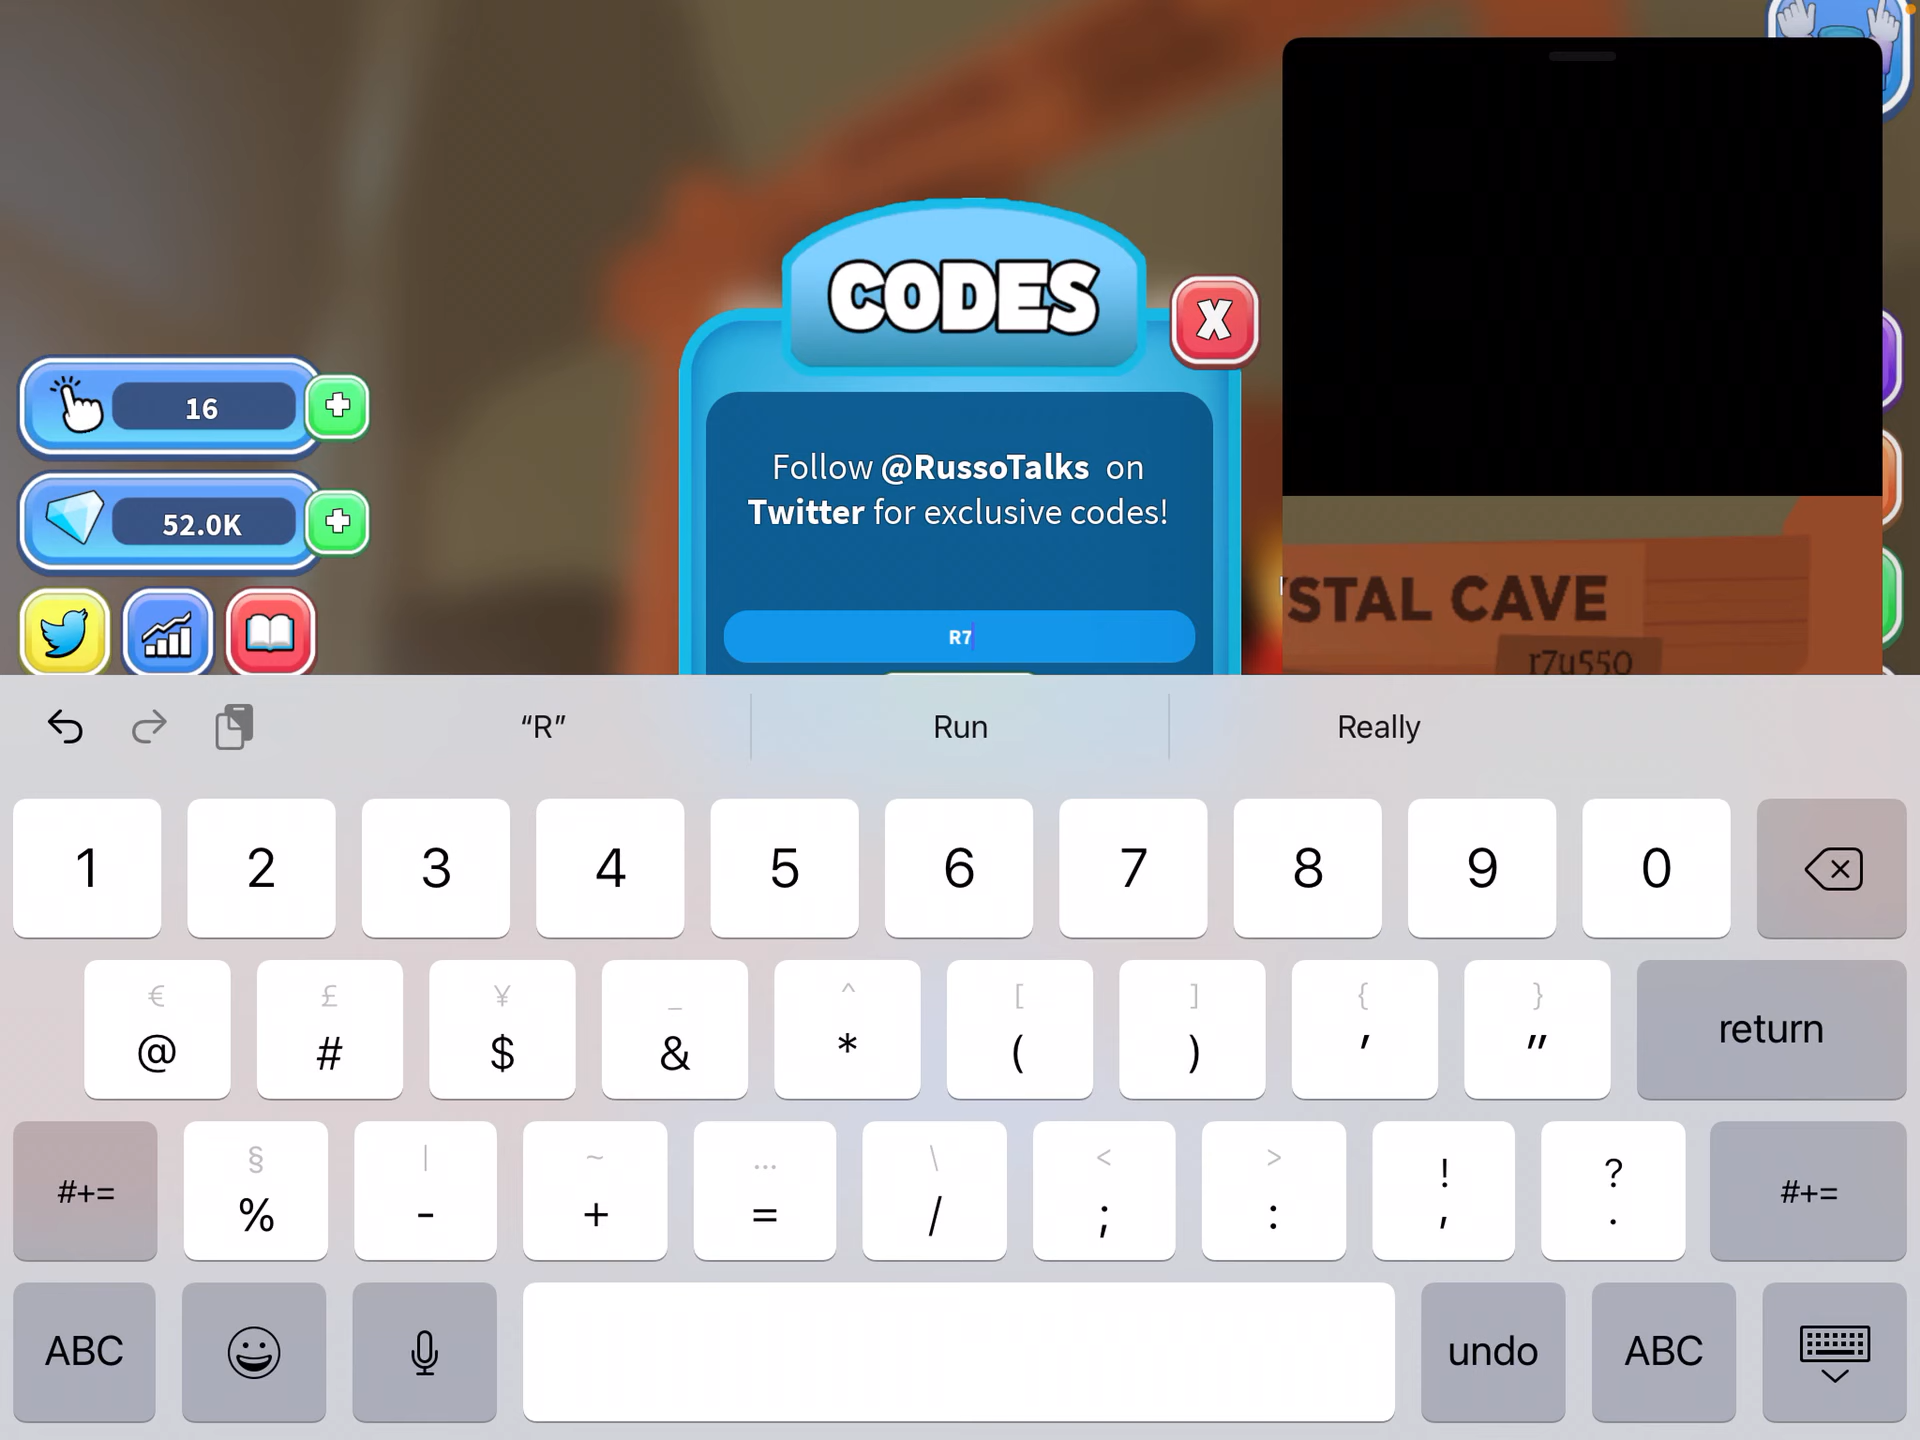 CODES
X
16
52.0K
Follow @RussoTalks on
Twitter for exclusive codes!
R7
STAL CAVE
r7u550
“R” Run Really
1 2 3 4 5 6 7 8 9 0
€ £ ¥ _ ^ [ ] { }
@ # $ & * ( ) ' " return
§ | ~ … \ < > ! ?
#+= % - + = / ; : , . #+=
ABC undo ABC